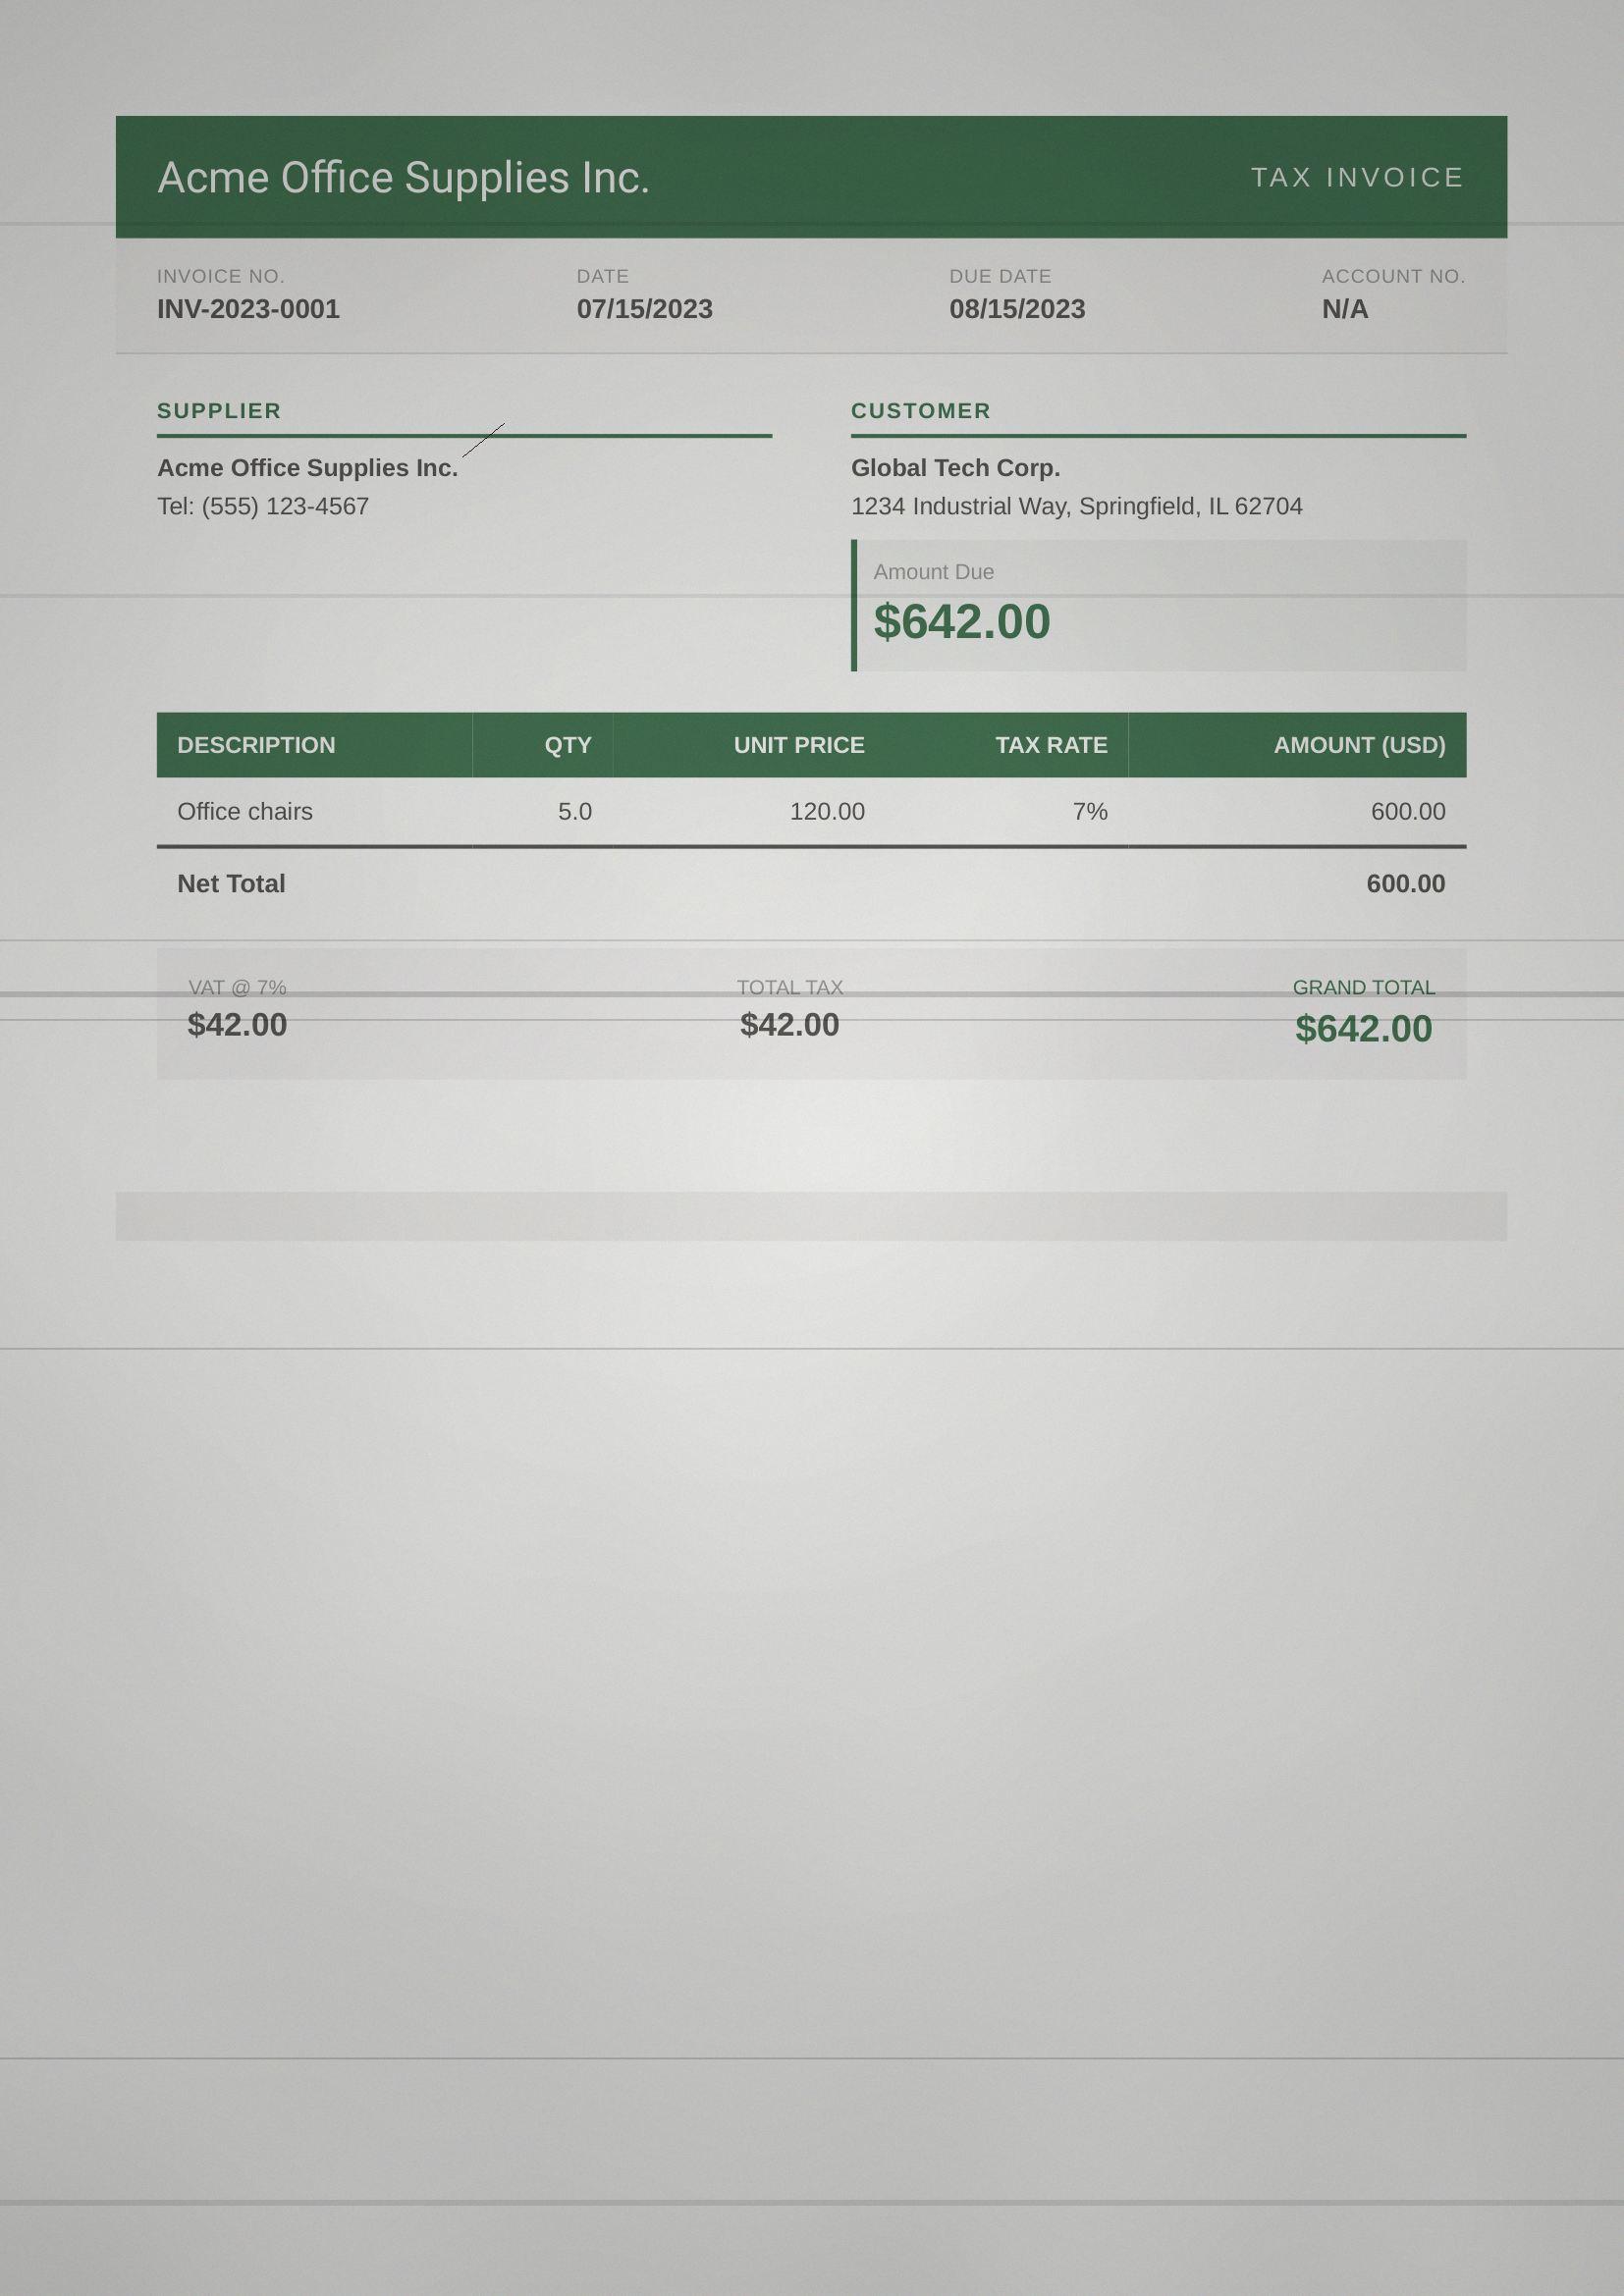 Acme Office Supplies Inc.
TAX INVOICE
INVOICE NO.
INV-2023-0001
DATE
07/15/2023
DUE DATE
08/15/2023
ACCOUNT NO.
N/A
SUPPLIER
Acme Office Supplies Inc.
Tel: (555) 123-4567
CUSTOMER
Global Tech Corp.
1234 Industrial Way, Springfield, IL 62704
Amount Due
$642.00
DESCRIPTION QTY UNIT PRICE TAX RATE AMOUNT (USD)
Office chairs 5.0 120.00 7% 600.00
Net Total 600.00
VAT @ 7%
$42.00
TOTAL TAX
$42.00
GRAND TOTAL
$642.00